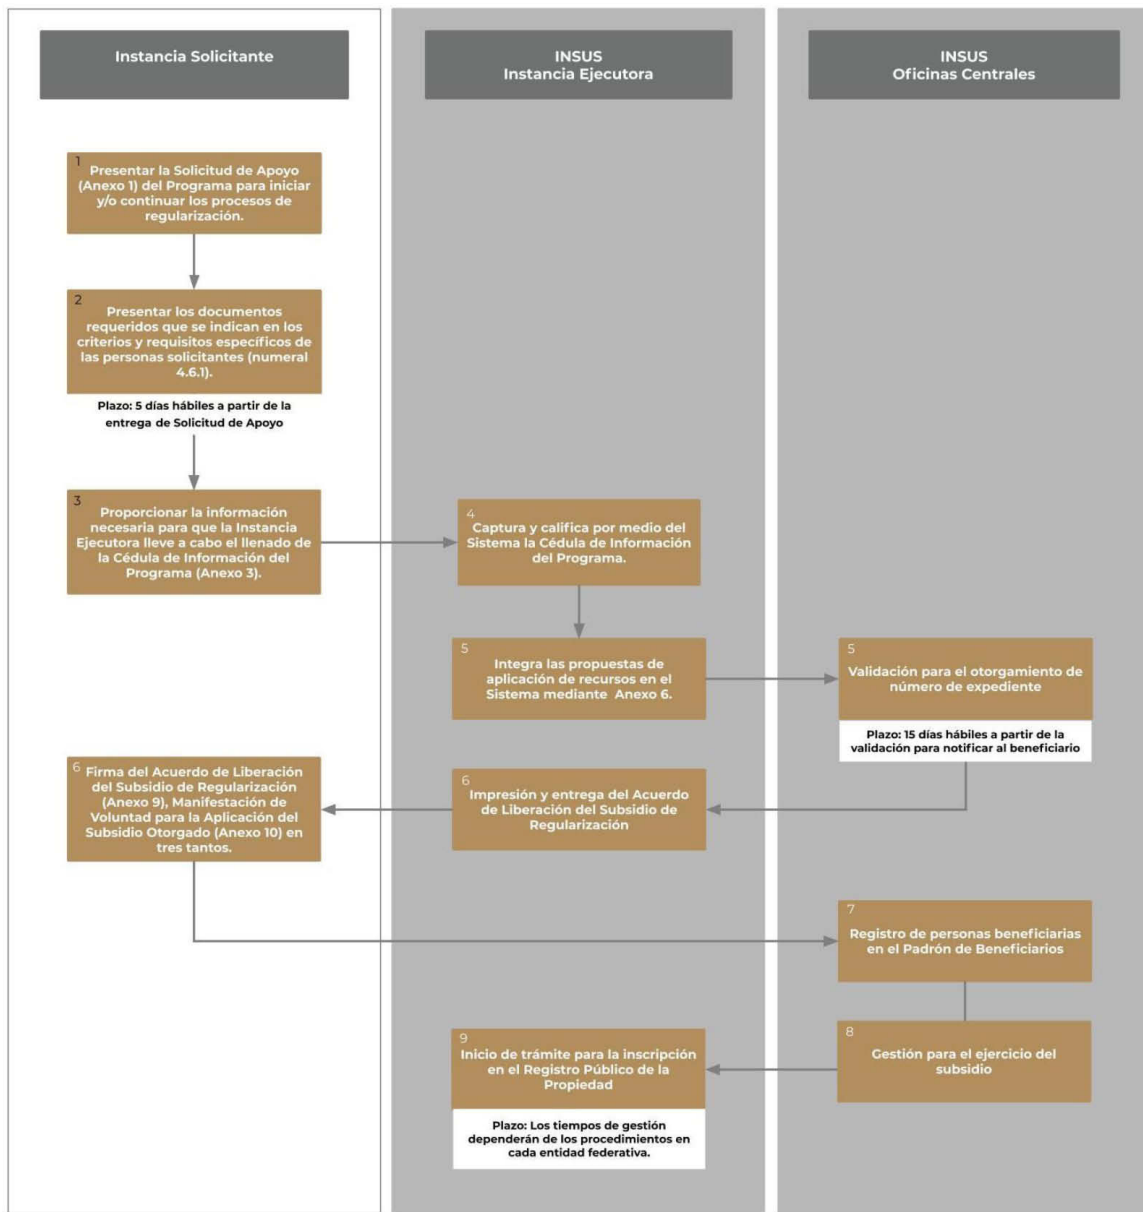 Instancia Solicitante
INSUS
Instancia Ejecutora
INSUS
Oficinas Centrales
1
Presentar la Solicitud de Apoyo
(Anexo 1) del Programa para iniciar
y/o continuar los procesos de
regularización.
2
Presentar los documentos
requeridos que se indican en los
criterios y requisitos específicos de
las personas solicitantes (numeral
4.6.1).
Plazo: 5 días hábiles a partir de la
entrega de Solicitud de Apoyo
3
Proporcionar la información
necesaria para que la Instancia
Ejecutora lleve a cabo el llenado de
la Cédula de Información del
Programa (Anexo 3).
4
Captura y califica por medio del
Sistema la Cédula de Información
del Programa.
5
Integra las propuestas de
aplicación de recursos en el
Sistema mediante Anexo 6.
5
Validación para el otorgamiento de
número de expediente
Plazo: 15 días hábiles a partir de la
validación para notificar al beneficiario
6
Impresión y entrega del Acuerdo
de Liberación del Subsidio de
Regularización
6
Firma del Acuerdo de Liberación
del Subsidio de Regularización
(Anexo 9), Manifestación de
Voluntad para la Aplicación del
Subsidio Otorgado (Anexo 10) en
tres tantos.
7
Registro de personas beneficiarias
en el Padrón de Beneficiarios
8
Gestión para el ejercicio del
subsidio
9
Inicio de trámite para la inscripción
en el Registro Público de la
Propiedad
Plazo: Los tiempos de gestión
dependerán de los procedimientos en
cada entidad federativa.